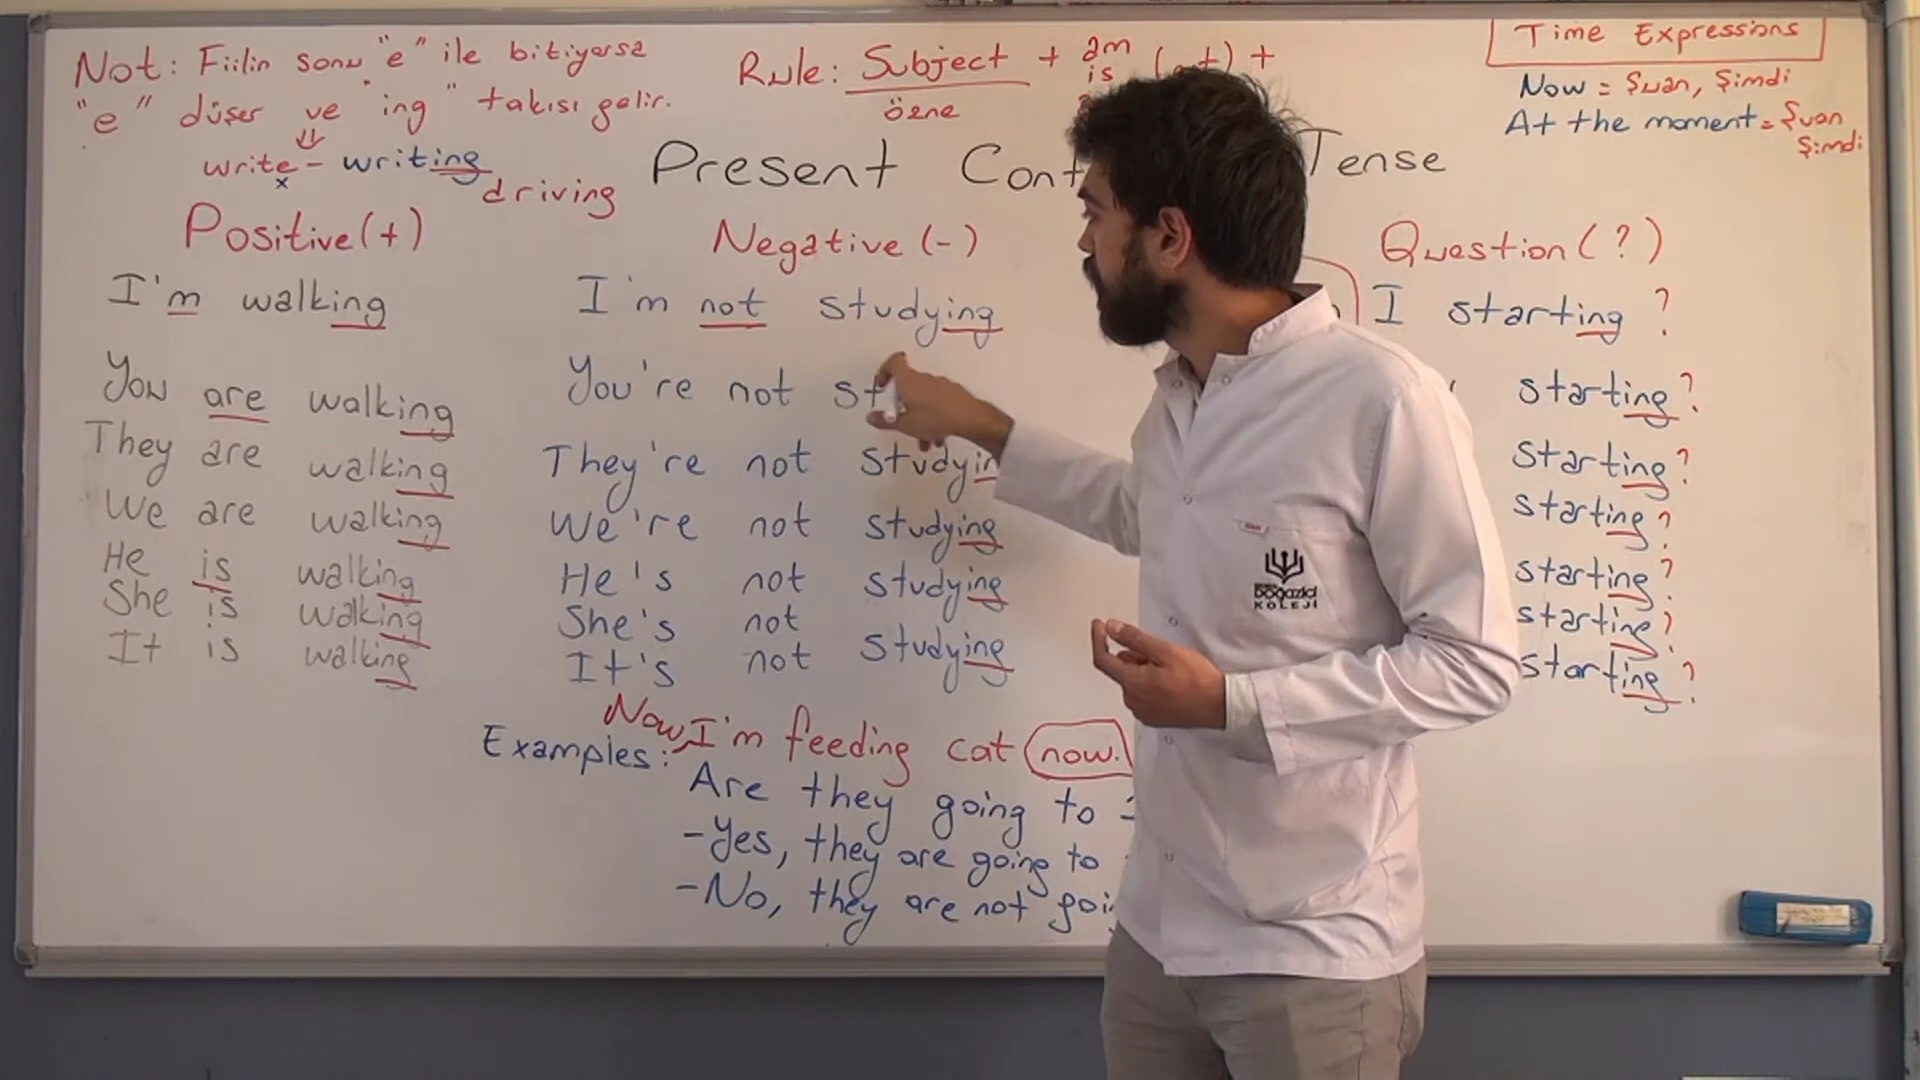 Not: Fiilin sonu "e" ile bitiyorsa
"e" düşer ve "ing" takısı gelir.
write - writing
x
driving
Rule: Subject + am
is
+
özne
Time Expressions
Now = Şuan, Şimdi
At the moment = Şuan
Şimdi
Present Tense
Positive (+)
I'm walking
You are walking
They are walking
We are walking
He is walking
She is walking
It is walking
Negative (-)
I'm not studying
You're not
They're not
We're not studying
He's not studying
She's not
It's not studying
Question (?)
I starting ?
starting ?
starting ?
starting ?
starting ?
starting ?
starting ?
Now I'm feeding cat now.
Examples:
Are they going to
- Yes, they are going to
- No, they are not
Boğaziçi
KOLEJİ